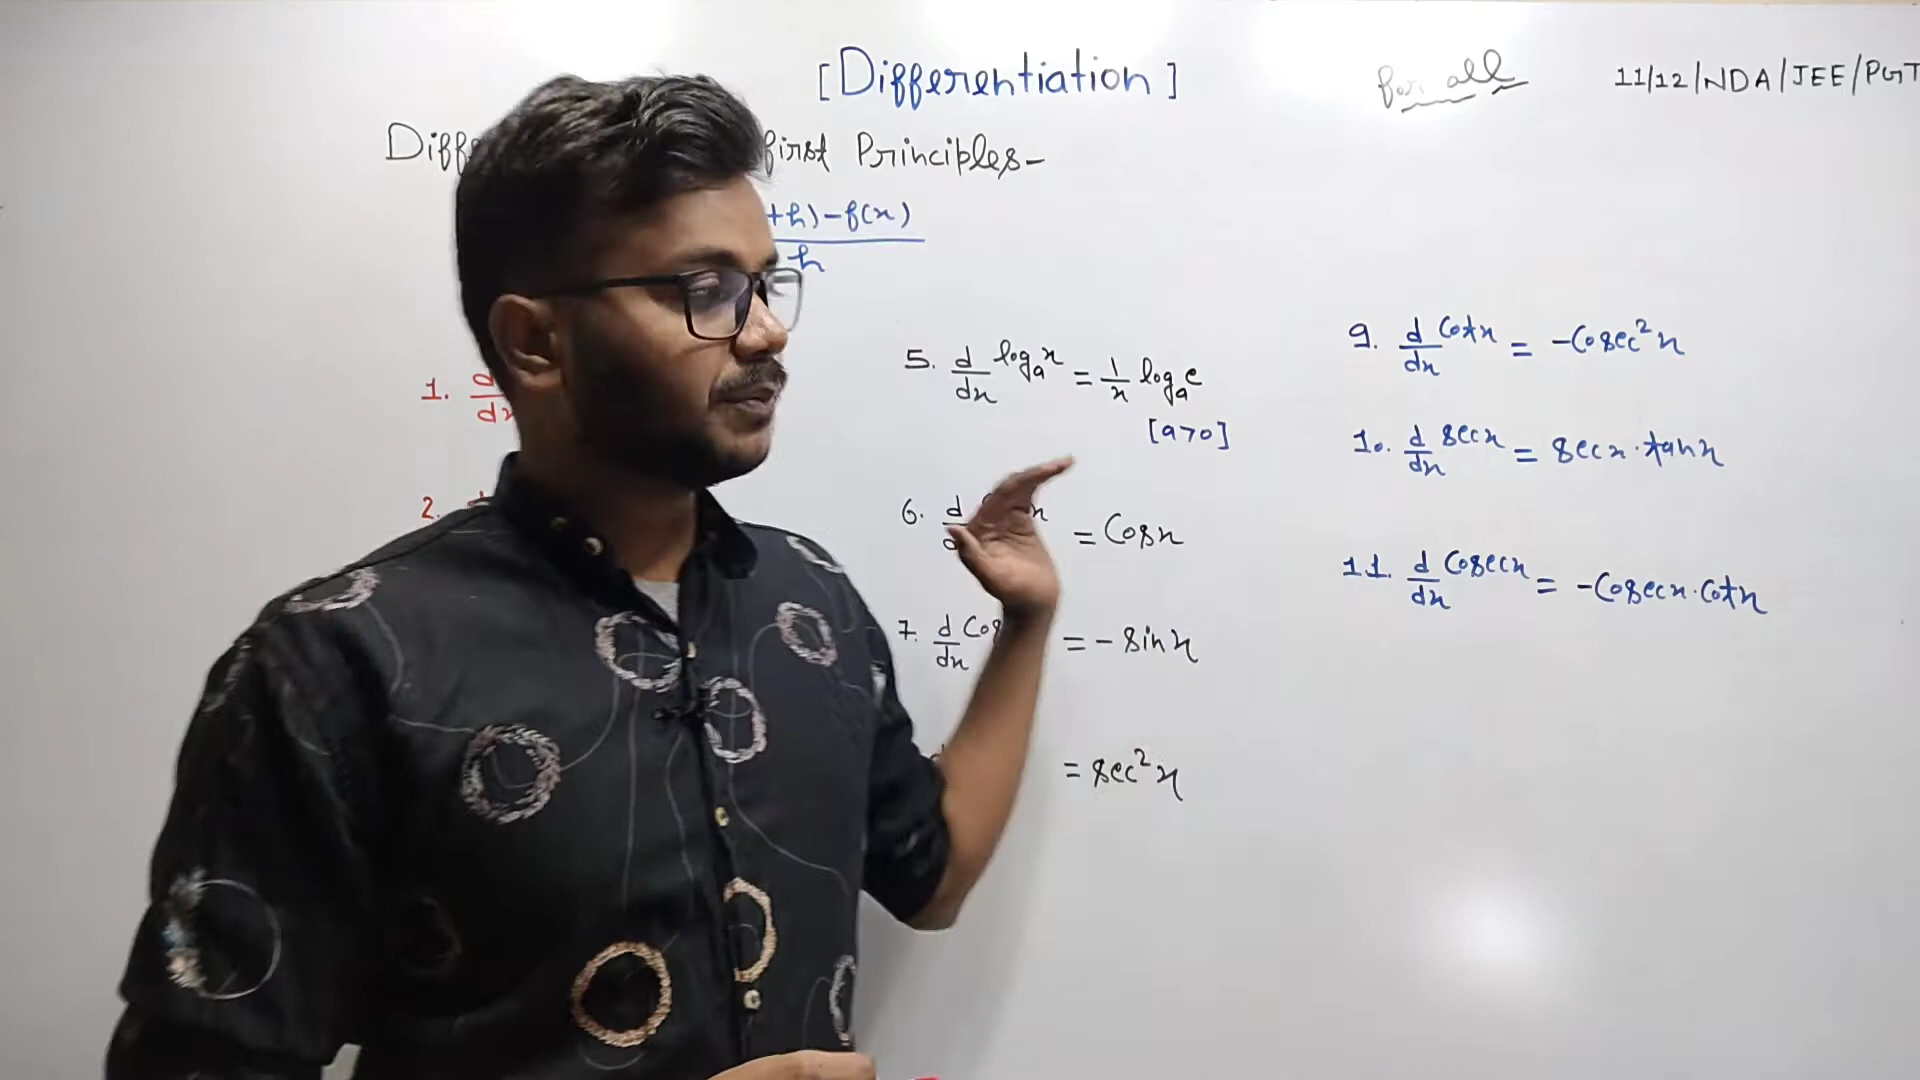 [Differentiation]
for all
11/12/NDA/JEE/PGT
first Principles-
+h)-f(x)
h
1. d
dx
2.
5. d/dx logₐx = 1/x logₐe
[a>0]
6. d x = Cosx
7. d/dx Cos = - sinx
= sec²x
9. d/dx Cotx = -Cosec²x
10. d/dx secx = secx·tanx
11. d/dx Cosecx = -Cosecx·Cotx